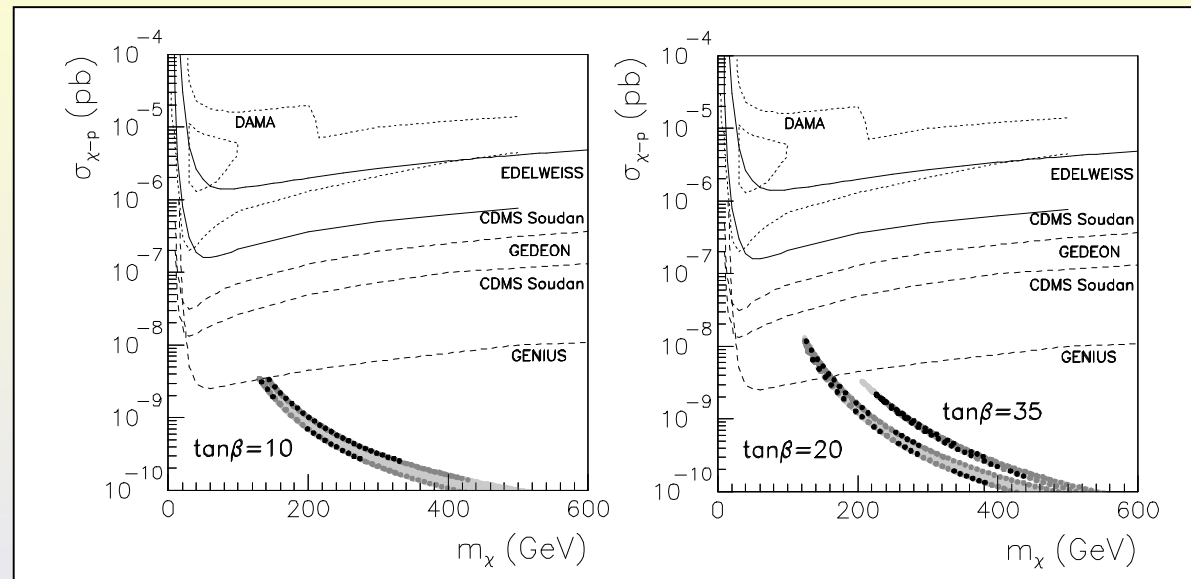 σχ-p (pb)
10-4
10-5
10-6
10-7
10-8
10-9
10-10
DAMA
EDELWEISS
CDMS Soudan
GEDEON
CDMS Soudan
GENIUS
tanβ=10
0
200
400
600
mχ (GeV)
σχ-p (pb)
10-4
10-5
10-6
10-7
10-8
10-9
10-10
DAMA
EDELWEISS
CDMS Soudan
GEDEON
CDMS Soudan
GENIUS
tanβ=35
tanβ=20
0
200
400
600
mχ (GeV)